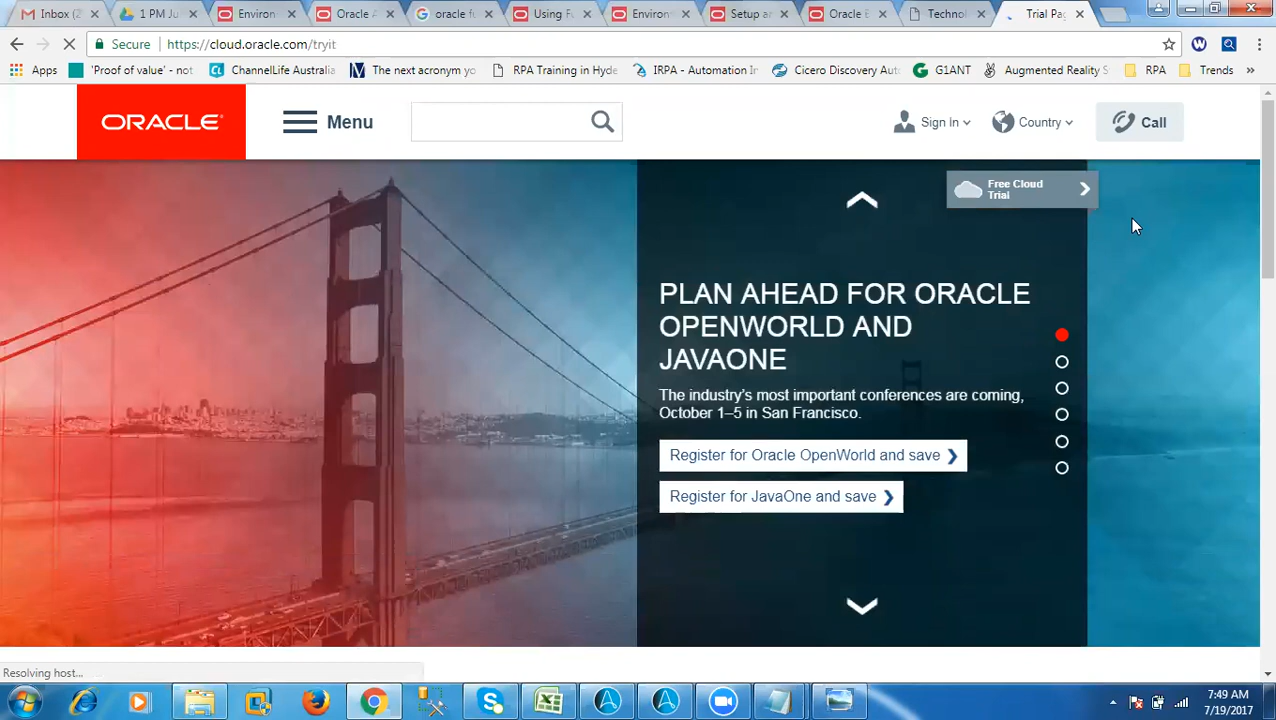 Inbox (2
1 PM Ju
Environ
Oracle A
oracle fu
Using Fu
Environ
Setup a
Oracle E
Technol
Trial Pa
Secure
https://cloud.oracle.com/tryit
Apps
'Proof of value' - not
ChannelLife Australia
The next acronym yo
RPA Training in Hyde
IRPA - Automation In
Cicero Discovery Aut
G1ANT
Augmented Reality S
RPA
Trends
ORACLE
Menu
Sign In
Country
Call
Free Cloud
Trial
PLAN AHEAD FOR ORACLE
OPENWORLD AND
JAVAONE
The industry's most important conferences are coming,
October 1–5 in San Francisco.
Register for Oracle OpenWorld and save
Register for JavaOne and save
Resolving host...
7:49 AM
7/19/2017